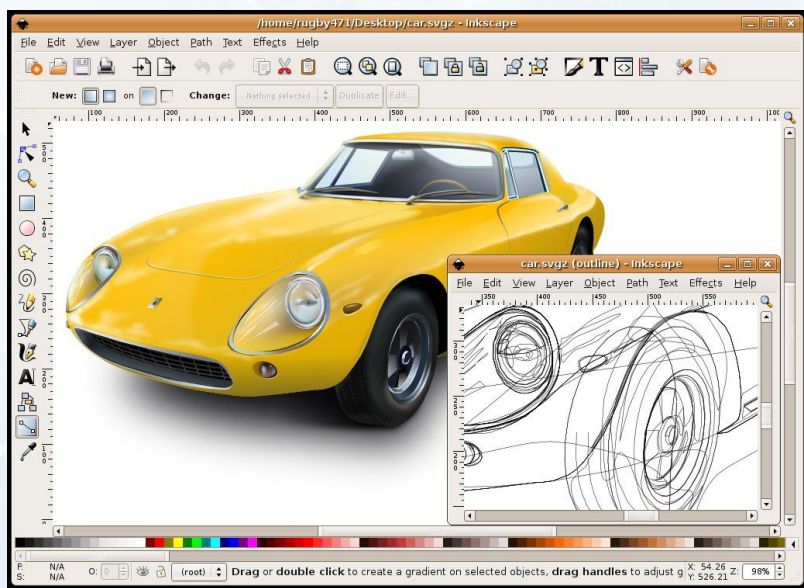 /home/rugby471/Desktop/car.svgz - Inkscape
File Edit View Layer Object Path Text Effects Help
New: on Change: Nothing selected Duplicate Edit...
100 200 300 400 500 600 700 800 900
car.svgz (outline) - Inkscape
File Edit View Layer Object Path Text Effects Help
350 400 450 500 550
F: N/A
S: N/A
O: 0 (root) Drag or double click to create a gradient on selected objects, drag handles to adjust g X: 54.26 Y: 526.21 Z: 98%